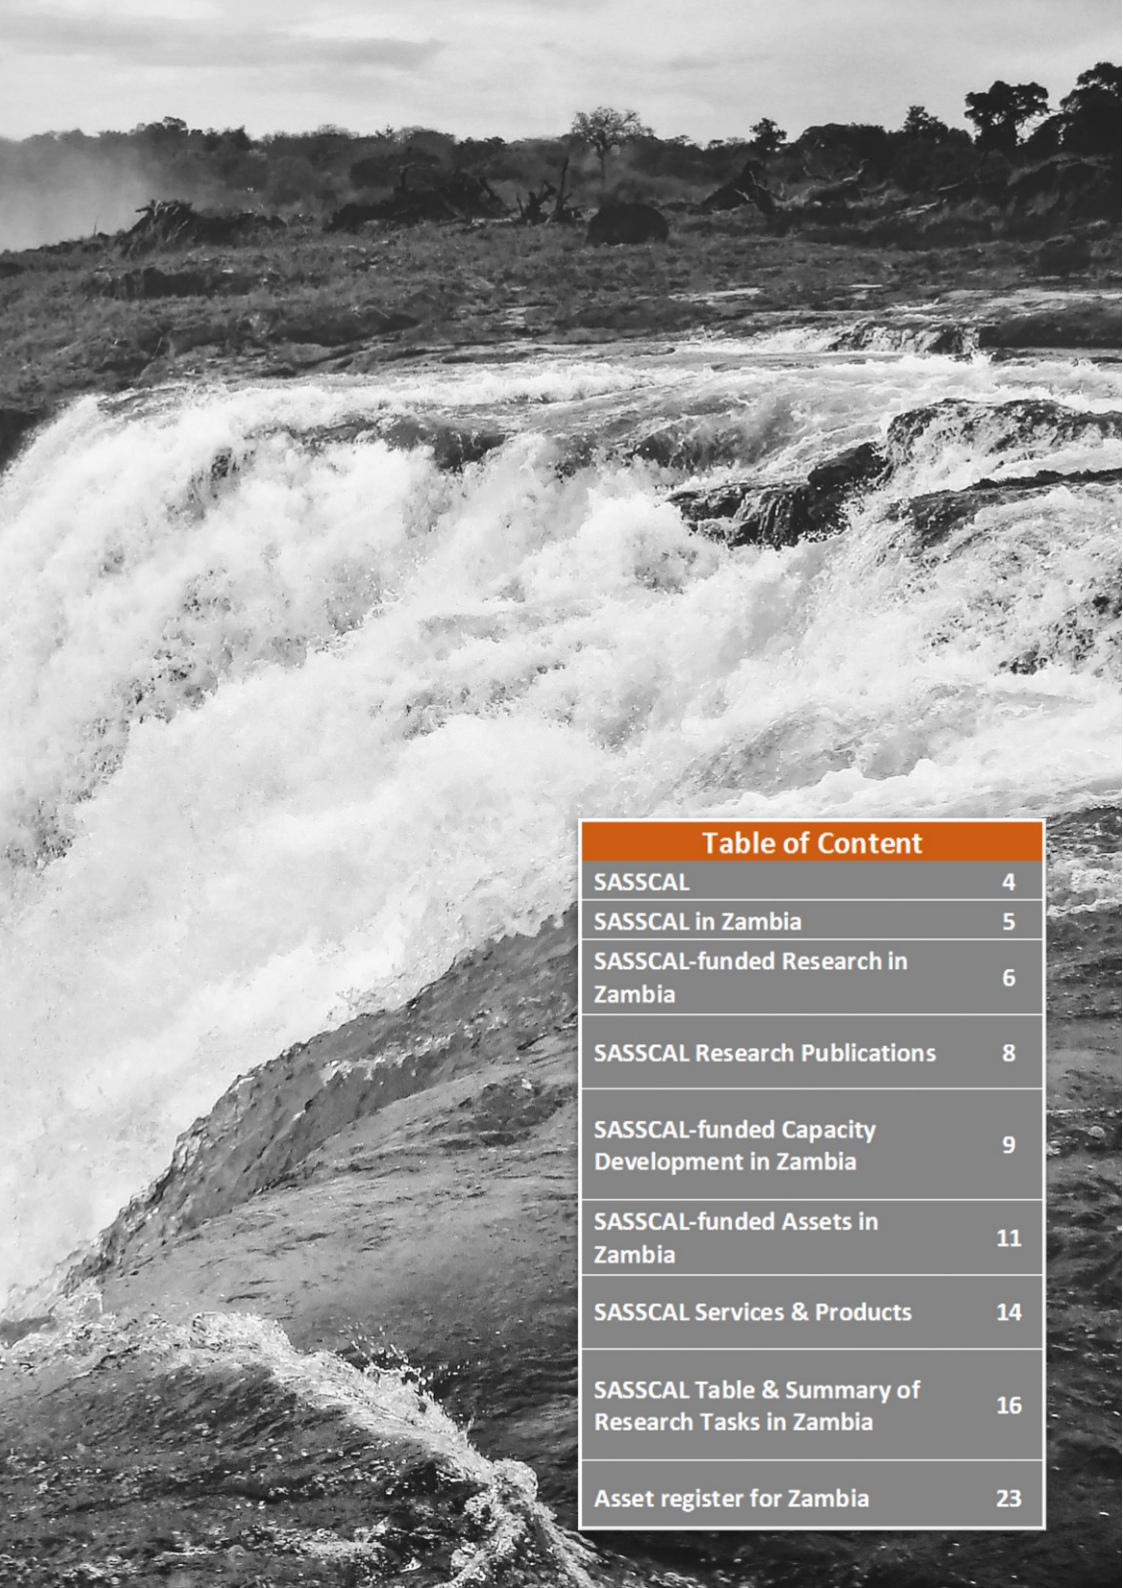 Table of Content
SASSCAL 4
SASSCAL in Zambia 5
SASSCAL-funded Research in
Zambia 6
SASSCAL Research Publications 8
SASSCAL-funded Capacity
Development in Zambia 9
SASSCAL-funded Assets in
Zambia 11
SASSCAL Services & Products 14
SASSCAL Table & Summary of
Research Tasks in Zambia 16
Asset register for Zambia 23